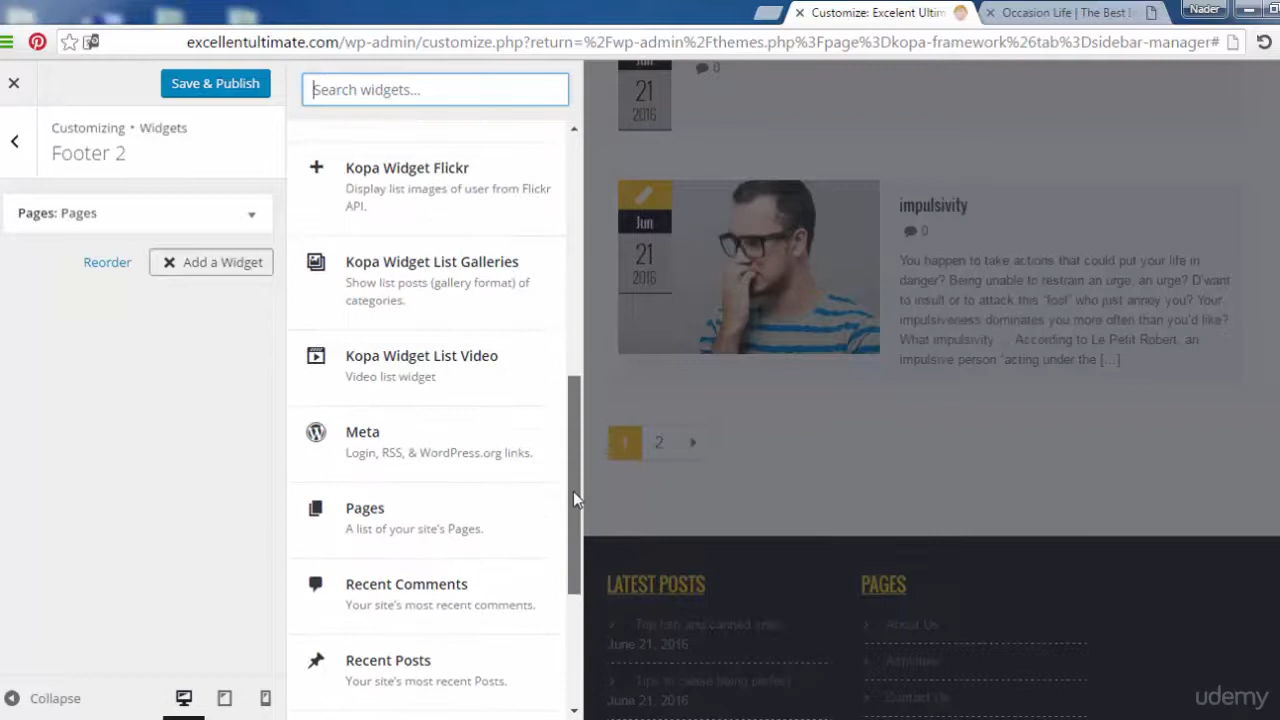 Customize: Excelent Ultim
Occasion Life | The Best I
Nader
excellentultimate.com/wp-admin/customize.php?return=%2Fwp-admin%2Fthemes.php%3Fpage%3Dkopa-framework%26tab%3Dsidebar-manager#
Save & Publish
Customizing • Widgets
Footer 2
Pages: Pages
Reorder
Add a Widget
Collapse
Search widgets...
Kopa Widget Flickr
Display list images of user from Flickr
API.
Kopa Widget List Galleries
Show list posts (gallery format) of
categories.
Kopa Widget List Video
Video list widget
Meta
Login, RSS, & WordPress.org links.
Pages
A list of your site's Pages.
Recent Comments
Your site's most recent comments.
Recent Posts
Your site's most recent Posts.
Jun
21
2016
0
Jun
21
2016
impulsivity
0
You happen to take actions that could put your life in
danger? Being unable to restrain an urge, an urge? D'want
to insult or to attack this "fool" who just annoy you? Your
impulsiveness dominates you more often than you'd like?
What impulsivity According to Le Petit Robert, an
impulsive person "acting under the [...]
1 2
LATEST POSTS
June 21, 2016
Tips to cease being perfect
June 21, 2016
PAGES
About Us
Contact Us
udemy